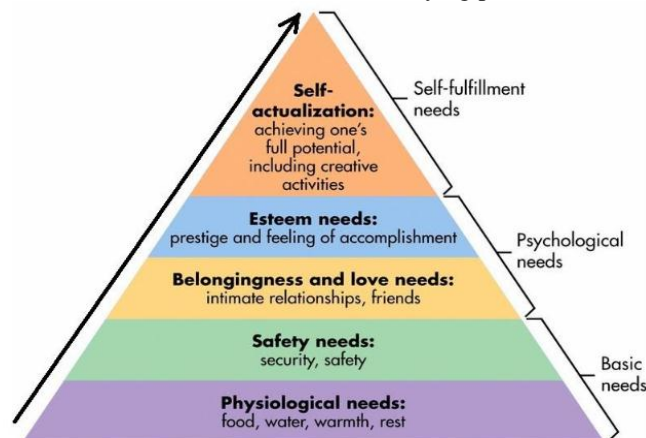 Self-
actualization:
achieving one's
full potential,
including creative
activities
Self-fulfillment
needs
Esteem needs:
prestige and feeling of accomplishment
Psychological
needs
Belongingness and love needs:
intimate relationships, friends
Safety needs:
security, safety
Basic
needs
Physiological needs:
food, water, warmth, rest